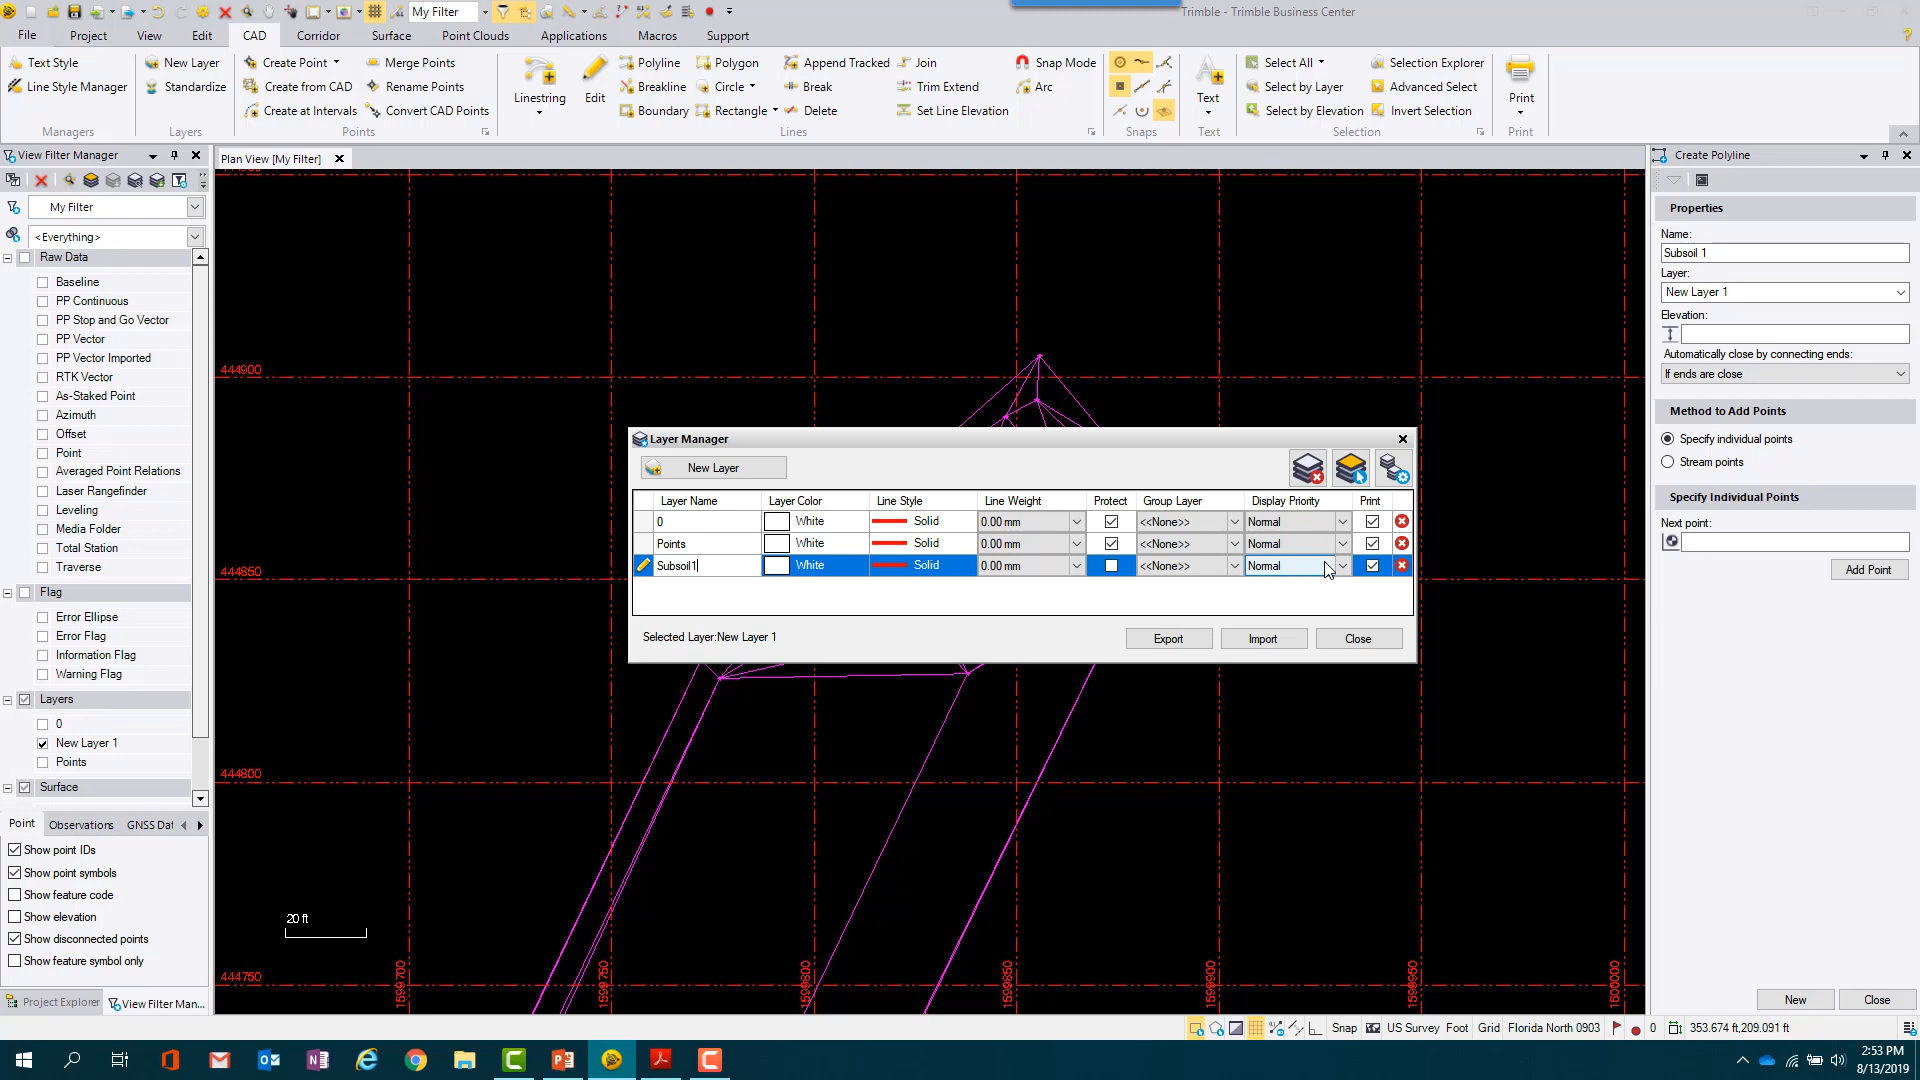 My Filter
Trimble - Trimble Business Center
File Project View Edit CAD Corridor Surface Point Clouds Applications Macros Support
Text Style
Line Style Manager
Managers
New Layer
Standardize
Layers
Create Point Merge Points
Create from CAD Rename Points
Create at Intervals Convert CAD Points
Points
Linestring
Edit
Polyline Polygon Append Tracked Join Snap Mode
Breakline Circle Break Trim Extend Arc
Boundary Rectangle Delete Set Line Elevation
Lines
Snaps
Text
Text
Select All Selection Explorer
Select by Layer Advanced Select
Select by Elevation Invert Selection
Selection
Print
Print
View Filter Manager
My Filter
<Everything>
Raw Data
Baseline
PP Continuous
PP Stop and Go Vector
PP Vector
PP Vector Imported
RTK Vector
As-Staked Point
Azimuth
Offset
Point
Averaged Point Relations
Laser Rangefinder
Leveling
Media Folder
Total Station
Traverse
Flag
Error Ellipse
Error Flag
Information Flag
Warning Flag
Layers
0
New Layer 1
Points
Surface
Point Observations GNSS Dat
Show point IDs
Show point symbols
Show feature code
Show elevation
Show disconnected points
Show feature symbol only
Project Explorer View Filter Man...
Plan View [My Filter]
444900
444850
444800
444750
20 ft
1599700
1599750
1599800
1599850
1599900
1599950
1600000
Layer Manager
New Layer
Layer Name Layer Color Line Style Line Weight Protect Group Layer Display Priority Print
0 White Solid 0.00 mm <<None>> Normal
Points White Solid 0.00 mm <<None>> Normal
Subsoil1 White Solid 0.00 mm <<None>> Normal
Selected Layer:New Layer 1
Export Import Close
Create Polyline
Properties
Name:
Subsoil 1
Layer:
New Layer 1
Elevation:
Automatically close by connecting ends:
If ends are close
Method to Add Points
Specify individual points
Stream points
Specify Individual Points
Next point:
Add Point
New Close
Snap US Survey Foot Grid Florida North 0903 0 353.674 ft,209.091 ft
2:53 PM
8/13/2019